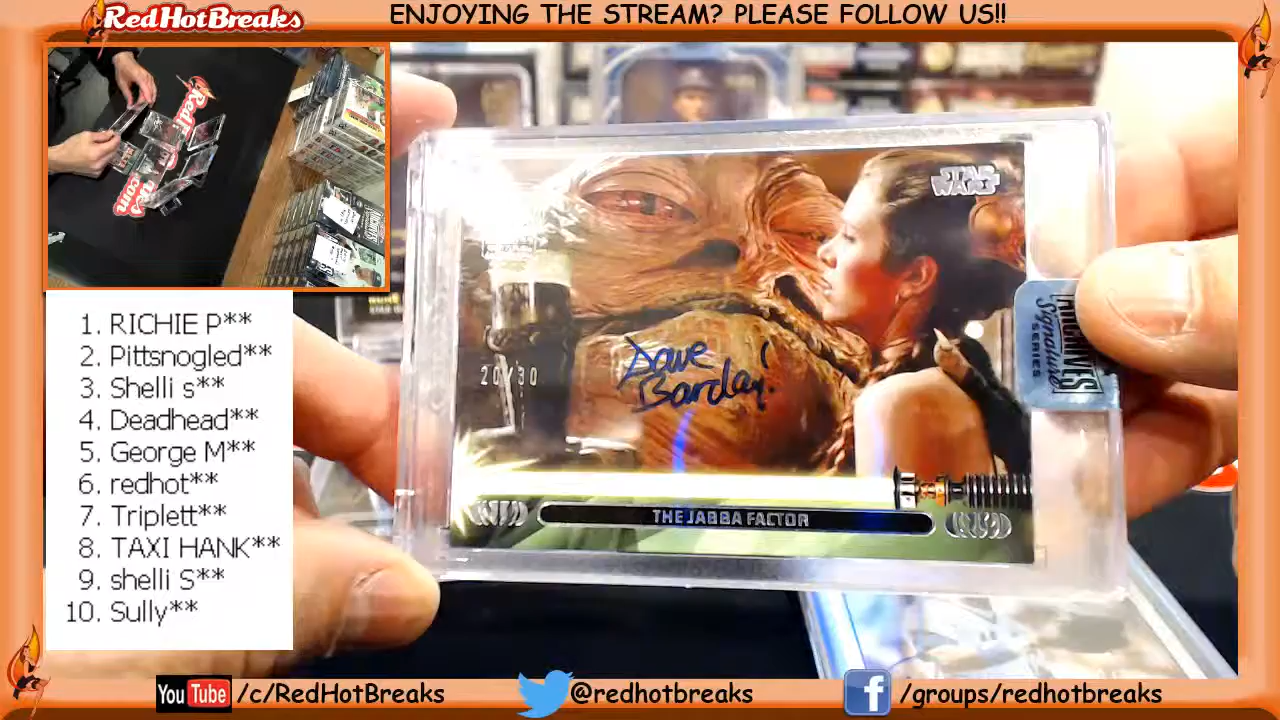 RedHotBreaks
ENJOYING THE STREAM? PLEASE FOLLOW US!!
1. RICHIE P**
2. Pittsnogled**
3. Shelli s**
4. Deadhead**
5. George M**
6. redhot**
7. Triplett**
8. TAXI HANK**
9. shelli S**
10. Sully**
STAR WARS
Dave
Barclay!
20/30
ARCHIVES
Signature
SERIES
THE JABBA FACTOR
YouTube /c/RedHotBreaks
@redhotbreaks
f /groups/redhotbreaks